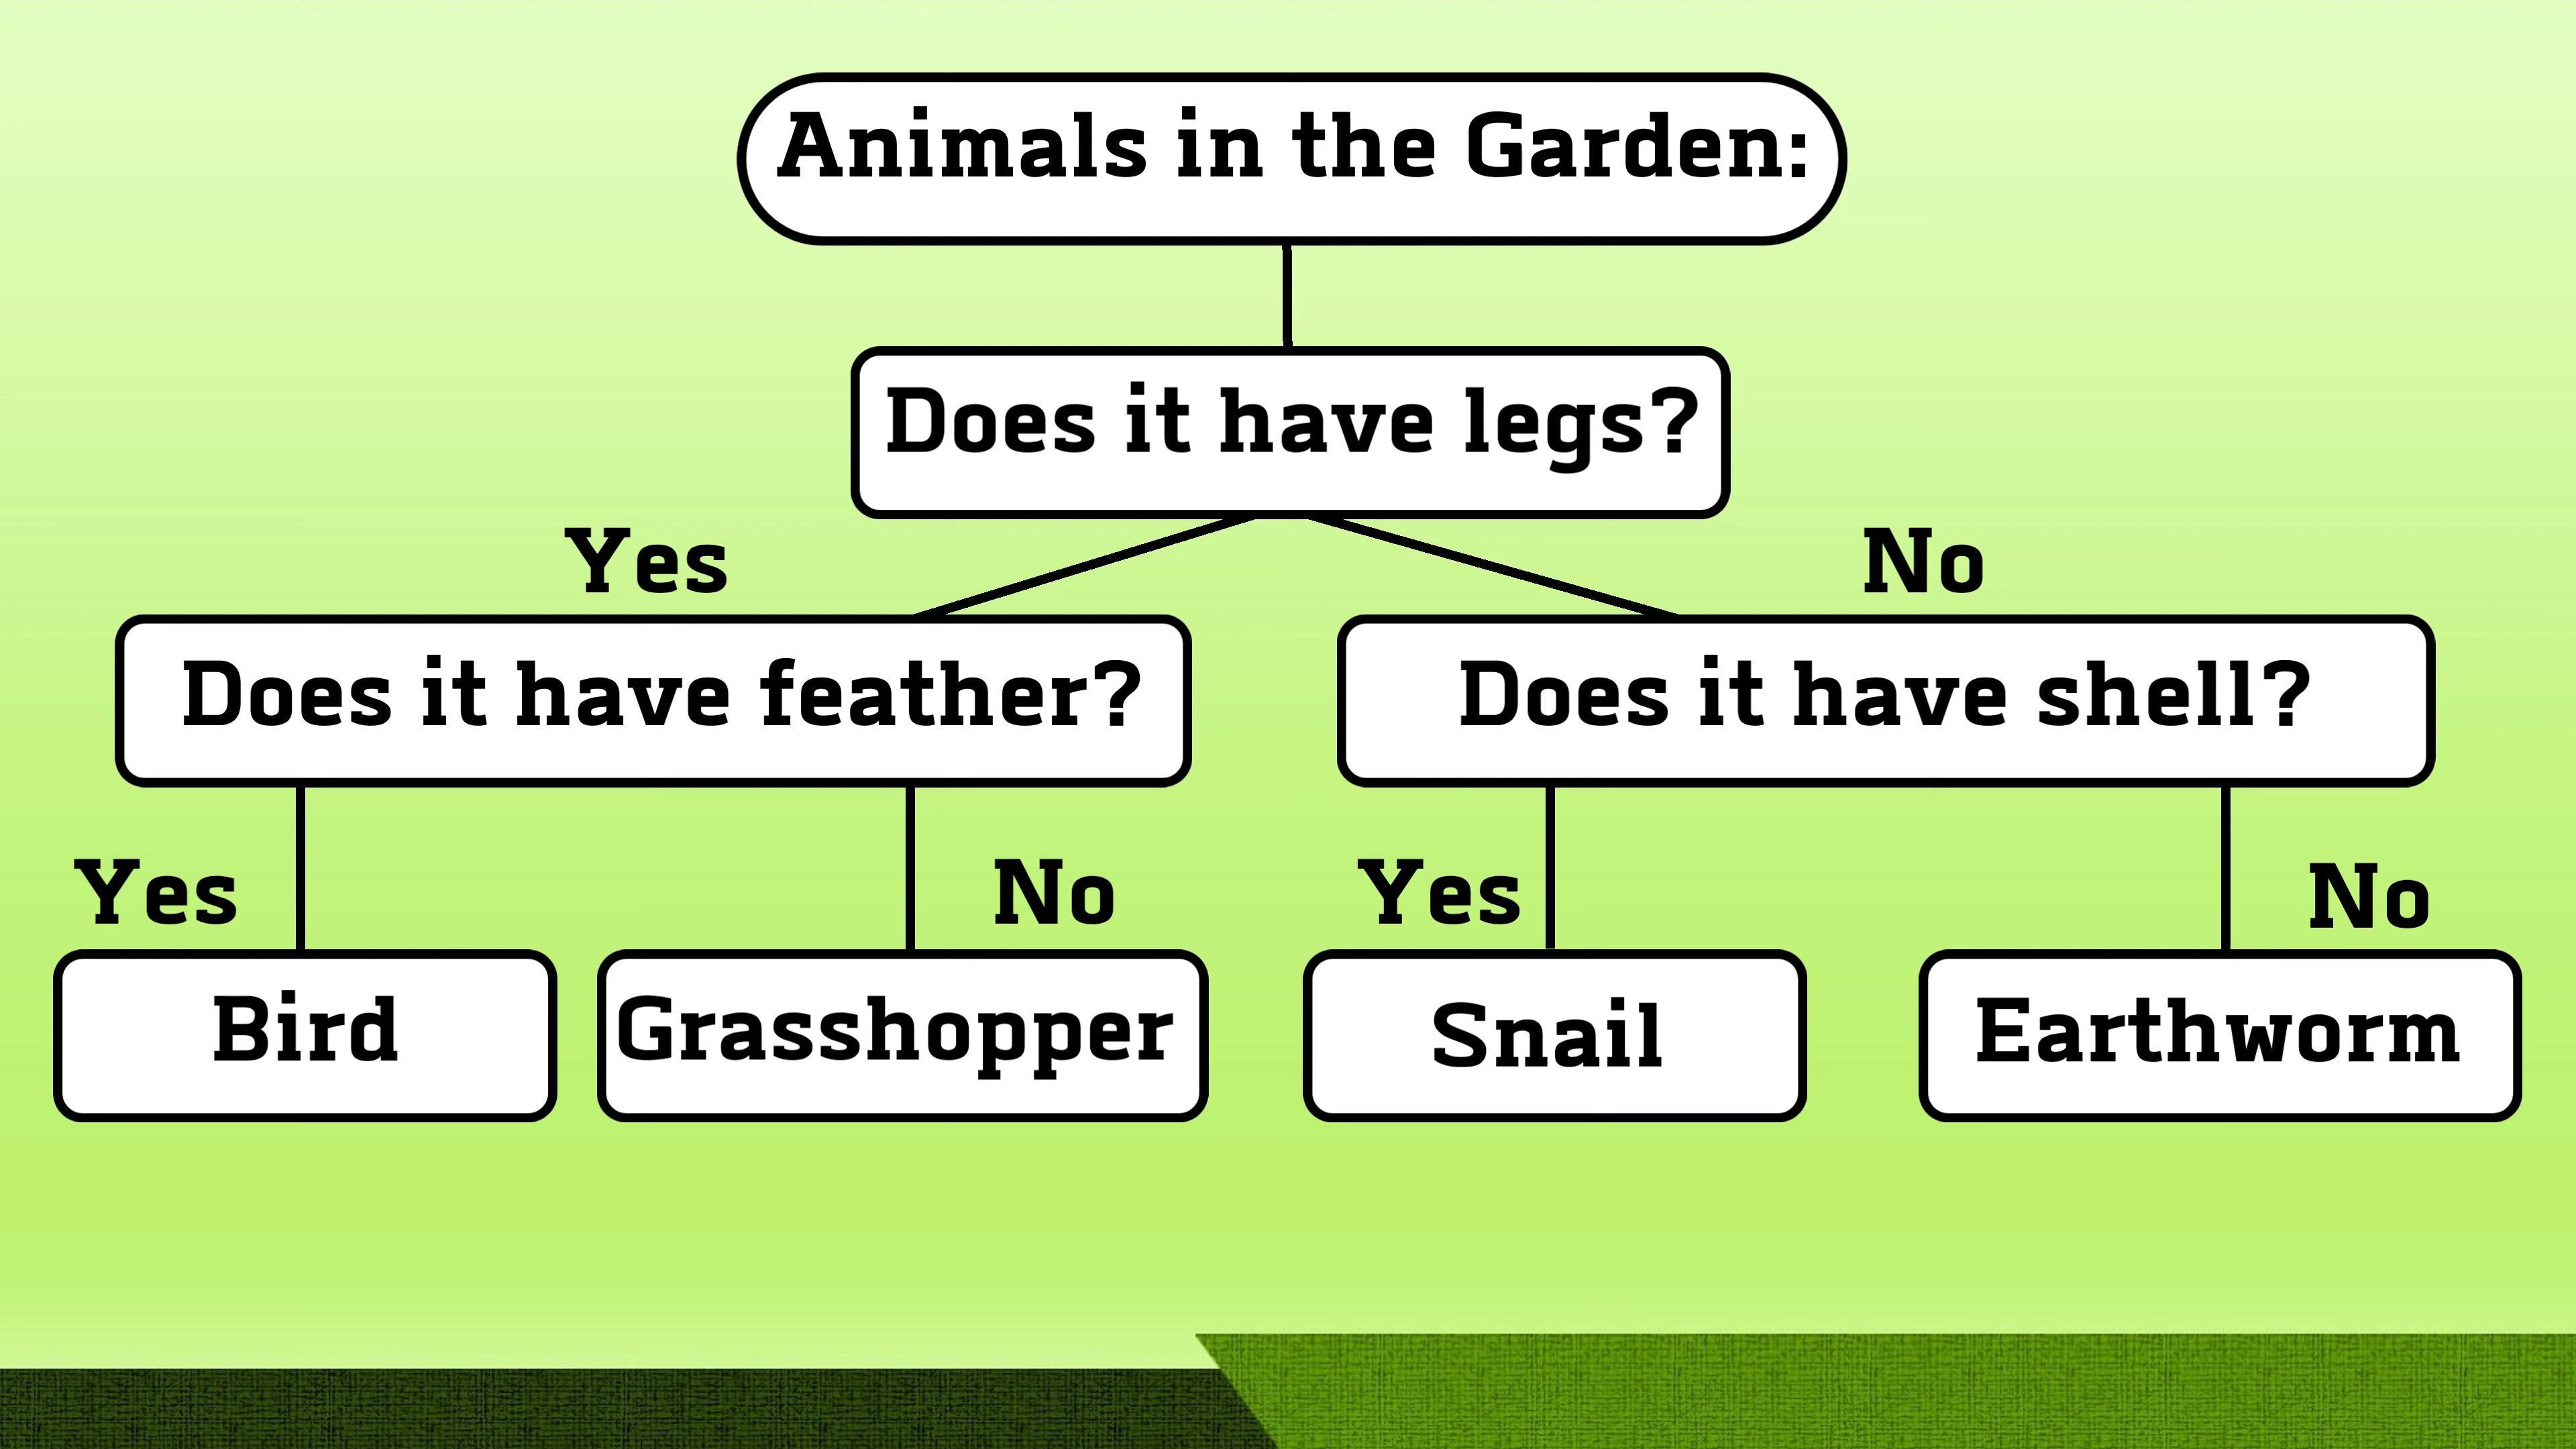 Animals in the Garden:
Does it have legs?
Yes
No
Does it have feather?
Does it have shell?
Yes
No
Yes
No
Bird
Grasshopper
Snail
Earthworm